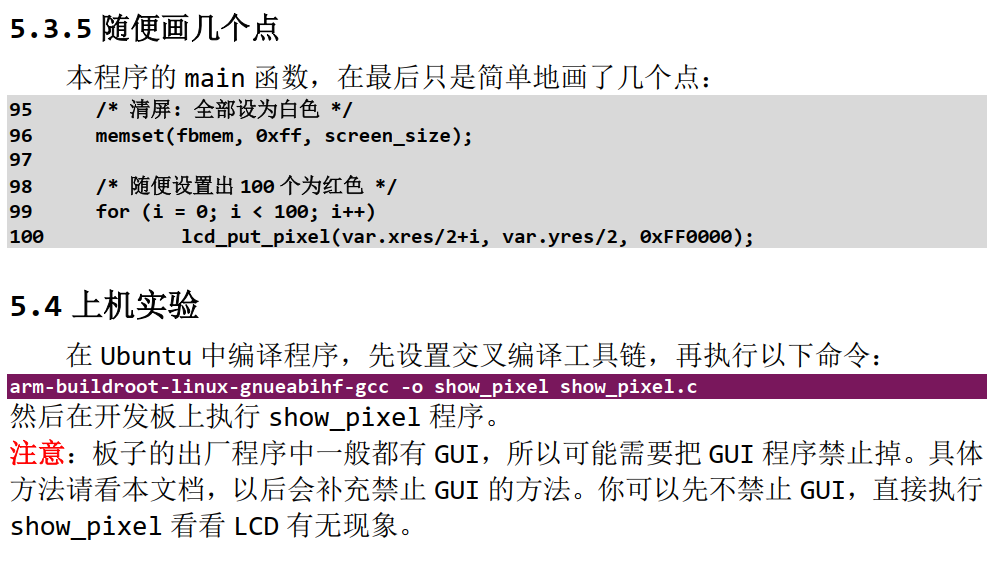 5.3.5 随便画几个点
本程序的 main 函数，在最后只是简单地画了几个点：
95 /* 清屏：全部设为白色 */
96 memset(fbmem, 0xff, screen_size);
97
98 /* 随便设置出 100 个为红色 */
99 for (i = 0; i < 100; i++)
100 lcd_put_pixel(var.xres/2+i, var.yres/2, 0xFF0000);
5.4 上机实验
在 Ubuntu 中编译程序，先设置交叉编译工具链，再执行以下命令：
arm-buildroot-linux-gnueabihf-gcc -o show_pixel show_pixel.c
然后在开发板上执行 show_pixel 程序。
注意：板子的出厂程序中一般都有 GUI，所以可能需要把 GUI 程序禁止掉。具体
方法请看本文档，以后会补充禁止 GUI 的方法。你可以先不禁止 GUI，直接执行
show_pixel 看看 LCD 有无现象。